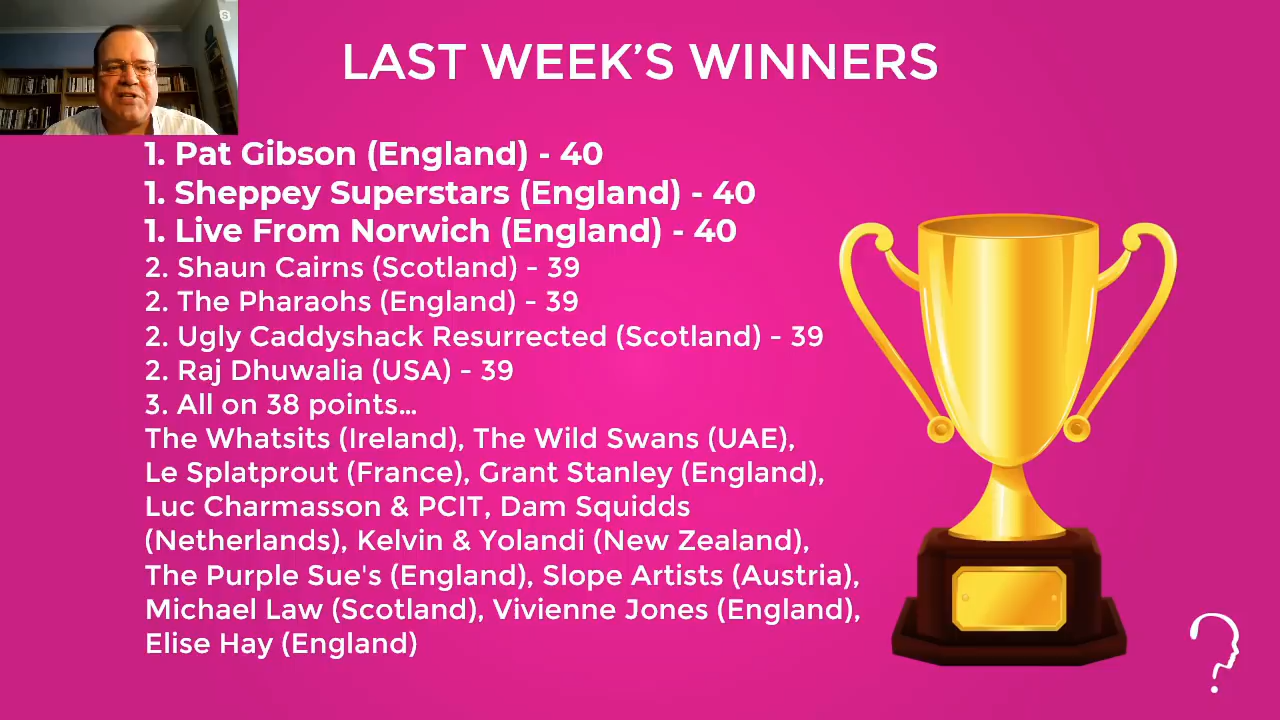 LAST WEEK’S WINNERS
1. Pat Gibson (England) - 40
1. Sheppey Superstars (England) - 40
1. Live From Norwich (England) - 40
2. Shaun Cairns (Scotland) - 39
2. The Pharaohs (England) - 39
2. Ugly Caddyshack Resurrected (Scotland) - 39
2. Raj Dhuwalia (USA) - 39
3. All on 38 points…
The Whatsits (Ireland), The Wild Swans (UAE),
Le Splatprout (France), Grant Stanley (England),
Luc Charmasson & PCIT, Dam Squidds
(Netherlands), Kelvin & Yolandi (New Zealand),
The Purple Sue's (England), Slope Artists (Austria),
Michael Law (Scotland), Vivienne Jones (England),
Elise Hay (England)